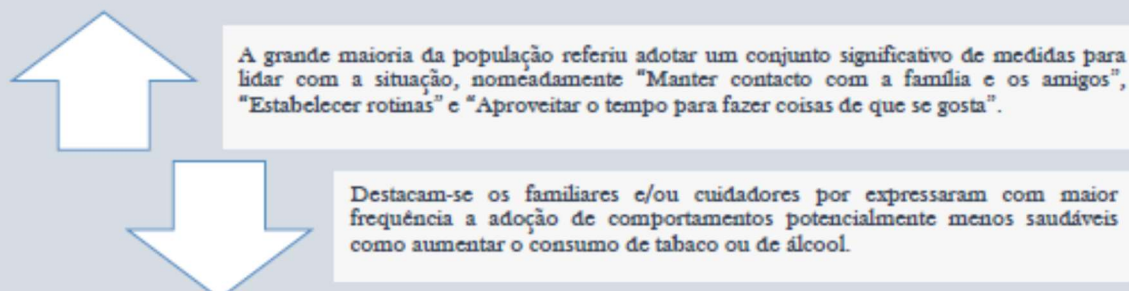 A grande maioria da população referiu adotar um conjunto significativo de medidas para
lidar com a situação, nomeadamente “Manter contacto com a família e os amigos”,
“Estabelecer rotinas” e “Aproveitar o tempo para fazer coisas de que se gosta”.
Destacam-se os familiares e/ou cuidadores por expressaram com maior
frequência a adoção de comportamentos potencialmente menos saudáveis
como aumentar o consumo de tabaco ou de álcool.